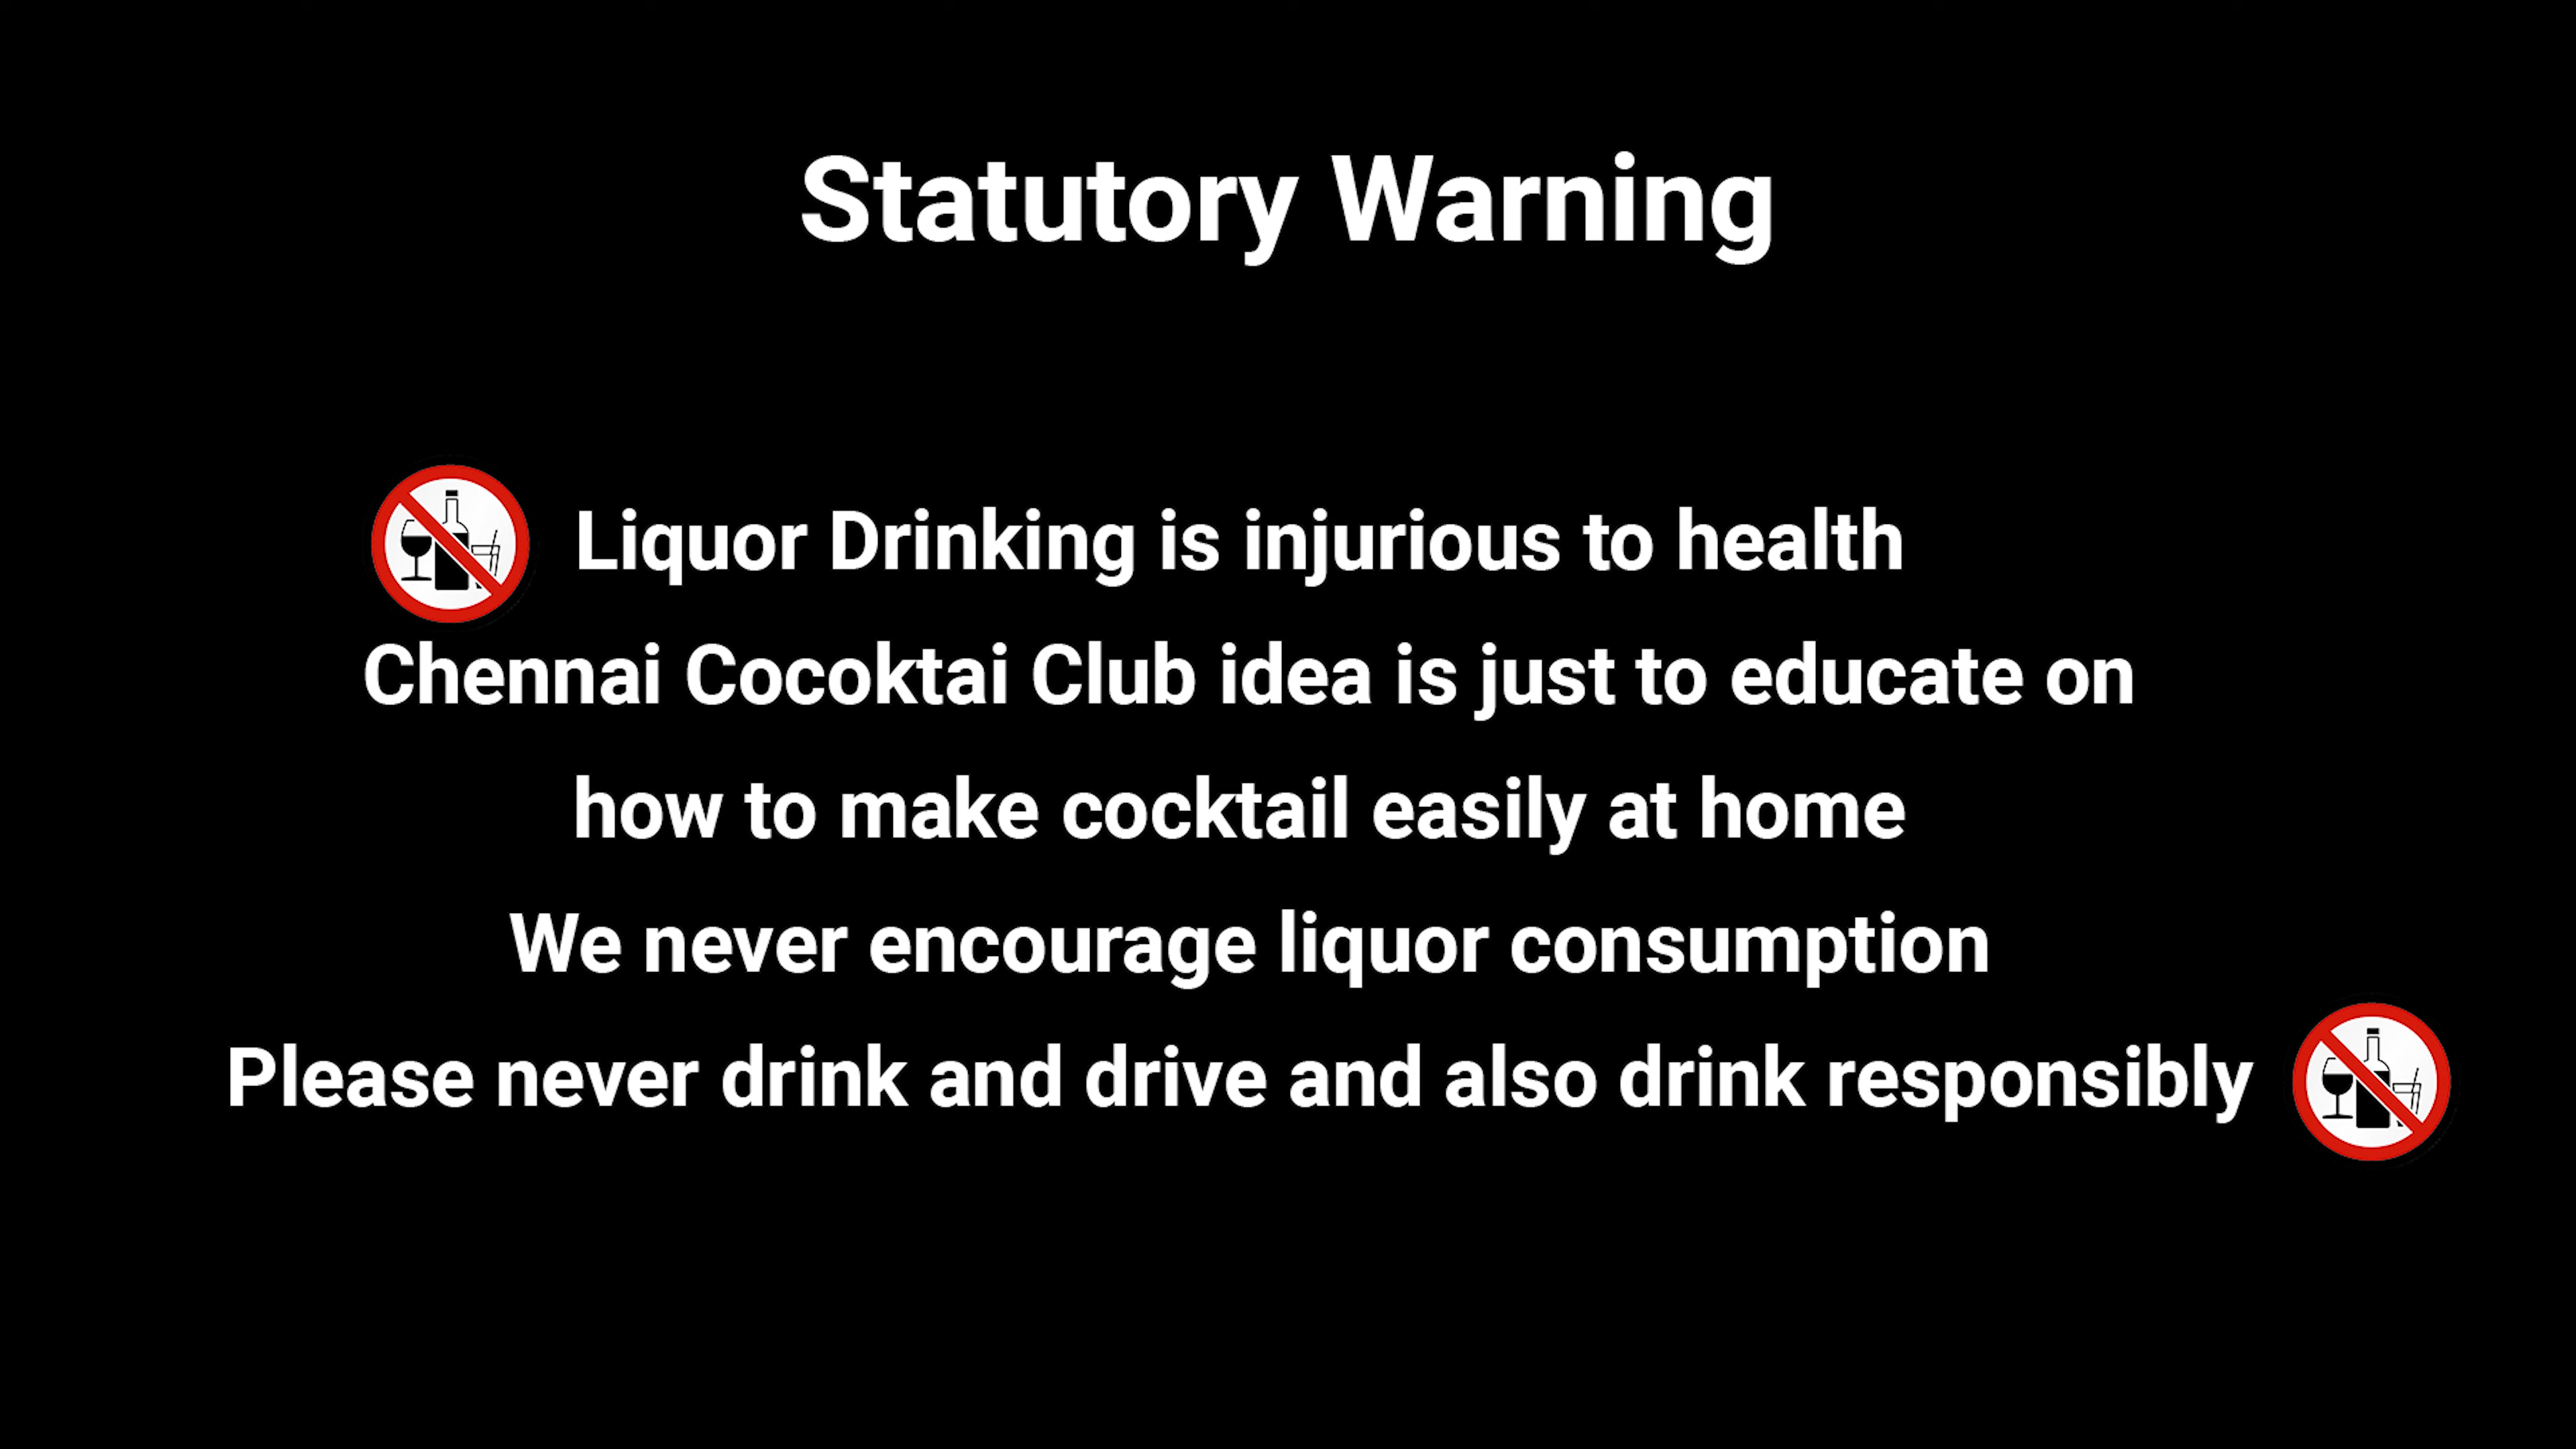 Statutory Warning
Liquor Drinking is injurious to health
Chennai Cocoktai Club idea is just to educate on
how to make cocktail easily at home
We never encourage liquor consumption
Please never drink and drive and also drink responsibly